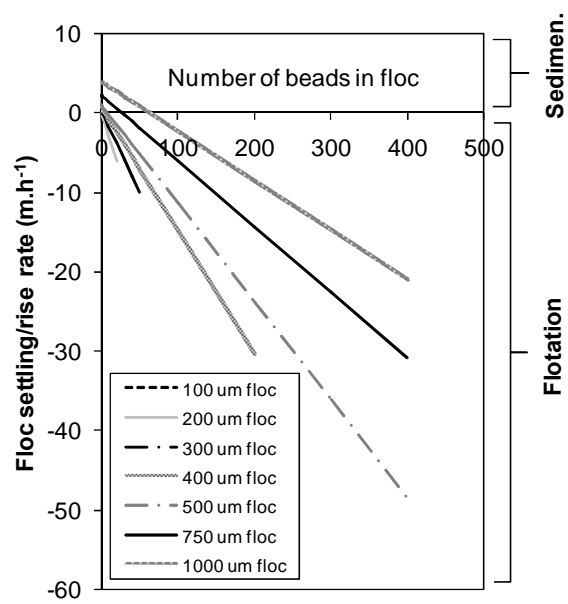 10
0
-10
-20
-30
-40
-50
-60
Floc settling/rise rate (m.h⁻¹)
Number of beads in floc
0 100 200 300 400 500
Sedimen.
Flotation
100 um floc
200 um floc
300 um floc
400 um floc
500 um floc
750 um floc
1000 um floc